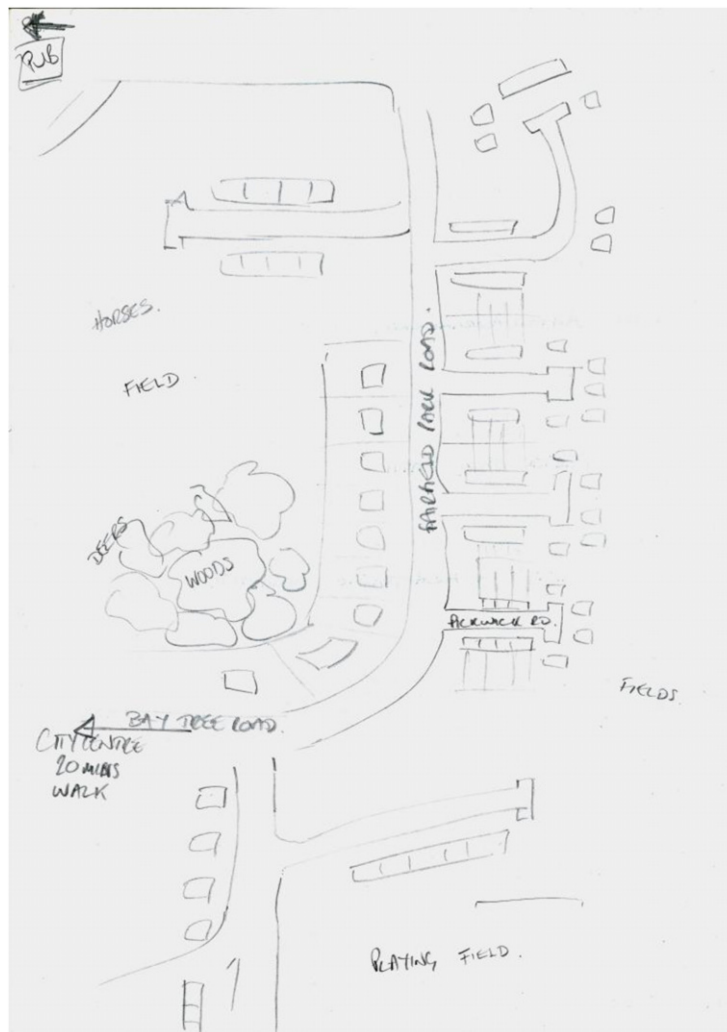 PUB
HORSES.
FIELD
FAIRFIELD PARK ROAD.
DEERS
WOODS
PICKWICK RD.
FIELDS.
BAY TREE ROAD.
CITY CENTRE
20 MINS
WALK
PLAYING FIELD.